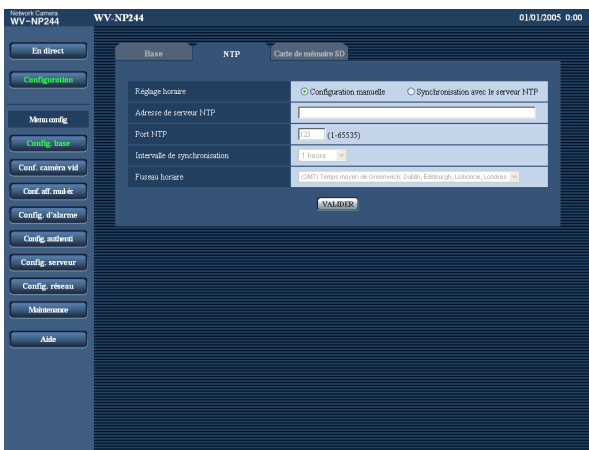 Network Camera
WV-NP244
WV-NP244
01/01/2005 0:00
En direct
Configuration
Menu config
Config. base
Conf. caméra vid
Conf. aff. mul-éc
Config. d'alarme
Config. authenti
Config. serveur
Config. réseau
Maintenance
Aide
Base
NTP
Carte de mémoire SD
Réglage horaire
Configuration manuelle
Synchronisation avec le serveur NTP
Adresse de serveur NTP
Port NTP
123 (1-65535)
Intervalle de synchronisation
1 heure
Fuseau horaire
(GMT) Temps moyen de Greenwich: Dublin, Edinburgh, Lisbonne, Londres
VALIDER